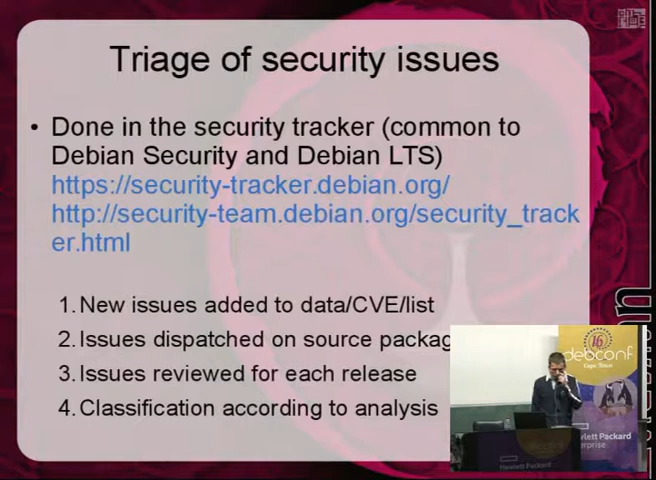 Triage of security issues
• Done in the security tracker (common to
Debian Security and Debian LTS)
https://security-tracker.debian.org/
http://security-team.debian.org/security_track
er.html
1. New issues added to data/CVE/list
2. Issues dispatched on source packag
3. Issues reviewed for each release
4. Classification according to analysis
16
debconf
Cape Town
Hewlett Packard
Hewlett Packard